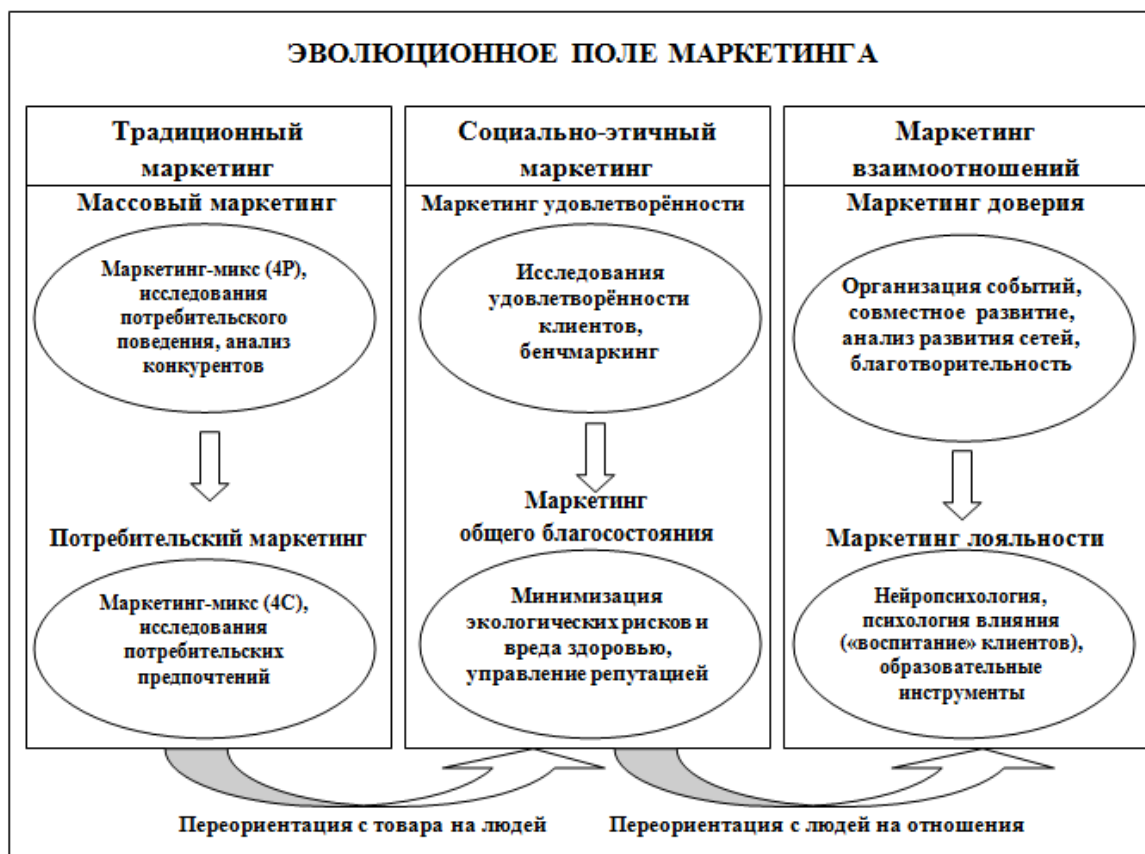 ЭВОЛЮЦИОННОЕ ПОЛЕ МАРКЕТИНГА
Традиционный
маркетинг
Массовый маркетинг
Маркетинг-микс (4P),
исследования
потребительского
поведения, анализ
конкурентов
Потребительский маркетинг
Маркетинг-микс (4С),
исследования
потребительских
предпочтений
Социально-этичный
маркетинг
Маркетинг удовлетворённости
Исследования
удовлетворённости
клиентов,
бенчмаркинг
Маркетинг
общего благосостояния
Минимизация
экологических рисков и
вреда здоровью,
управление репутацией
Маркетинг
взаимоотношений
Маркетинг доверия
Организация событий,
совместное развитие,
анализ развития сетей,
благотворительность
Маркетинг лояльности
Нейропсихология,
психология влияния
(«воспитание» клиентов),
образовательные
инструменты
Переориентация с товара на людей
Переориентация с людей на отношения